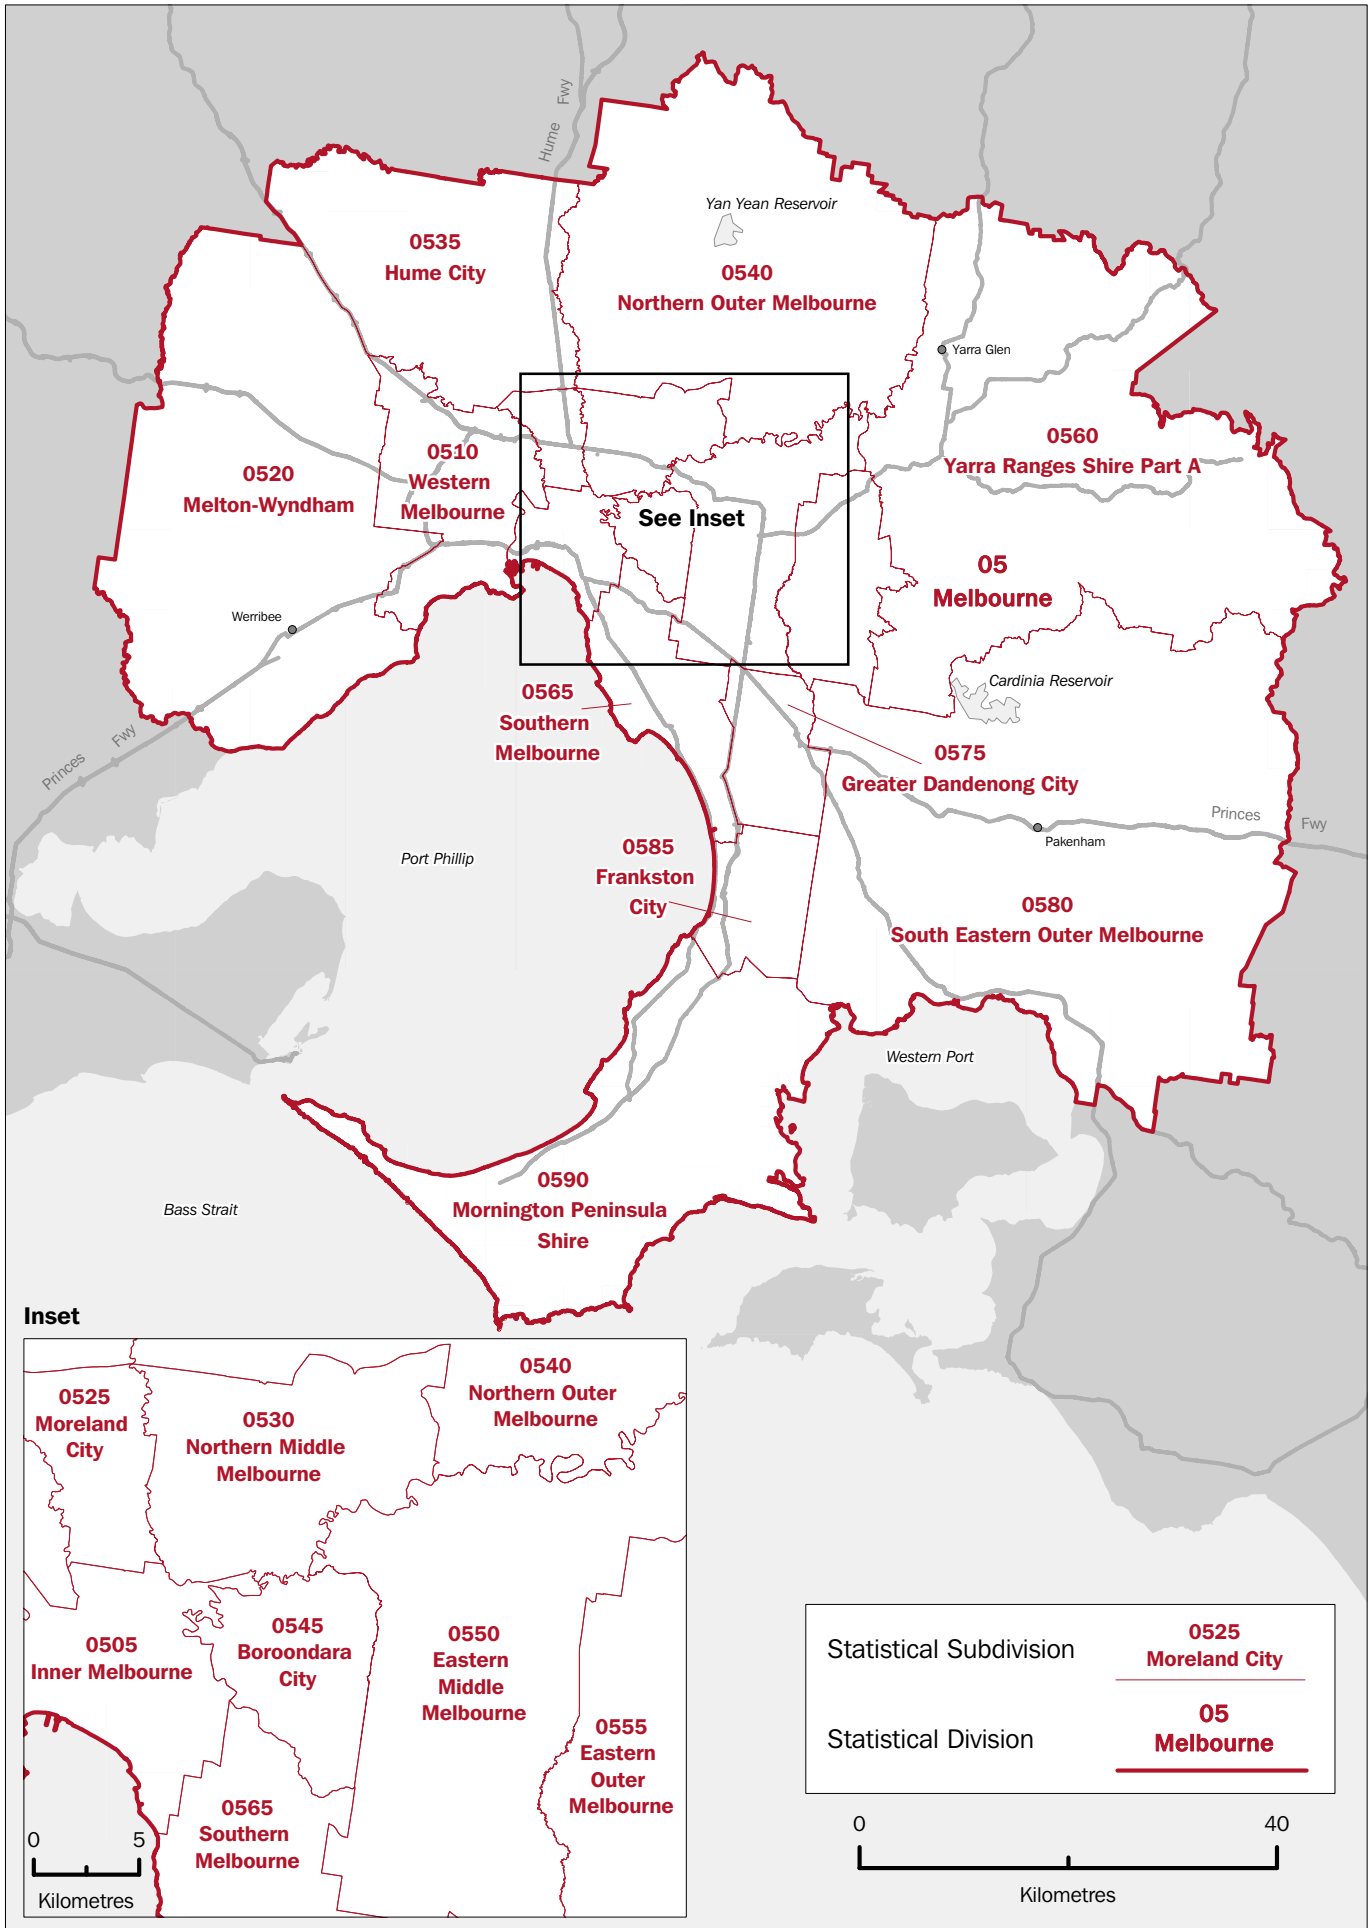 Hume Fwy
Yan Yean Reservoir
0535
Hume City
0540
Northern Outer Melbourne
Yarra Glen
0560
Yarra Ranges Shire Part A
0510
Western
Melbourne
0520
Melton-Wyndham
See Inset
05
Melbourne
Werribee
Cardinia Reservoir
0565
Southern
Melbourne
Princes Fwy
0575
Greater Dandenong City
Princes Fwy
Pakenham
0585
Frankston
City
Port Phillip
0580
South Eastern Outer Melbourne
Western Port
0590
Mornington Peninsula
Shire
Bass Strait
Inset
0540
Northern Outer
Melbourne
0525
Moreland
City
0530
Northern Middle
Melbourne
0505
Inner Melbourne
0545
Boroondara
City
0550
Eastern
Middle
Melbourne
0555
Eastern
Outer
Melbourne
0565
Southern
Melbourne
0 5
Kilometres
Statistical Subdivision
0525
Moreland City
Statistical Division
05
Melbourne
0 40
Kilometres